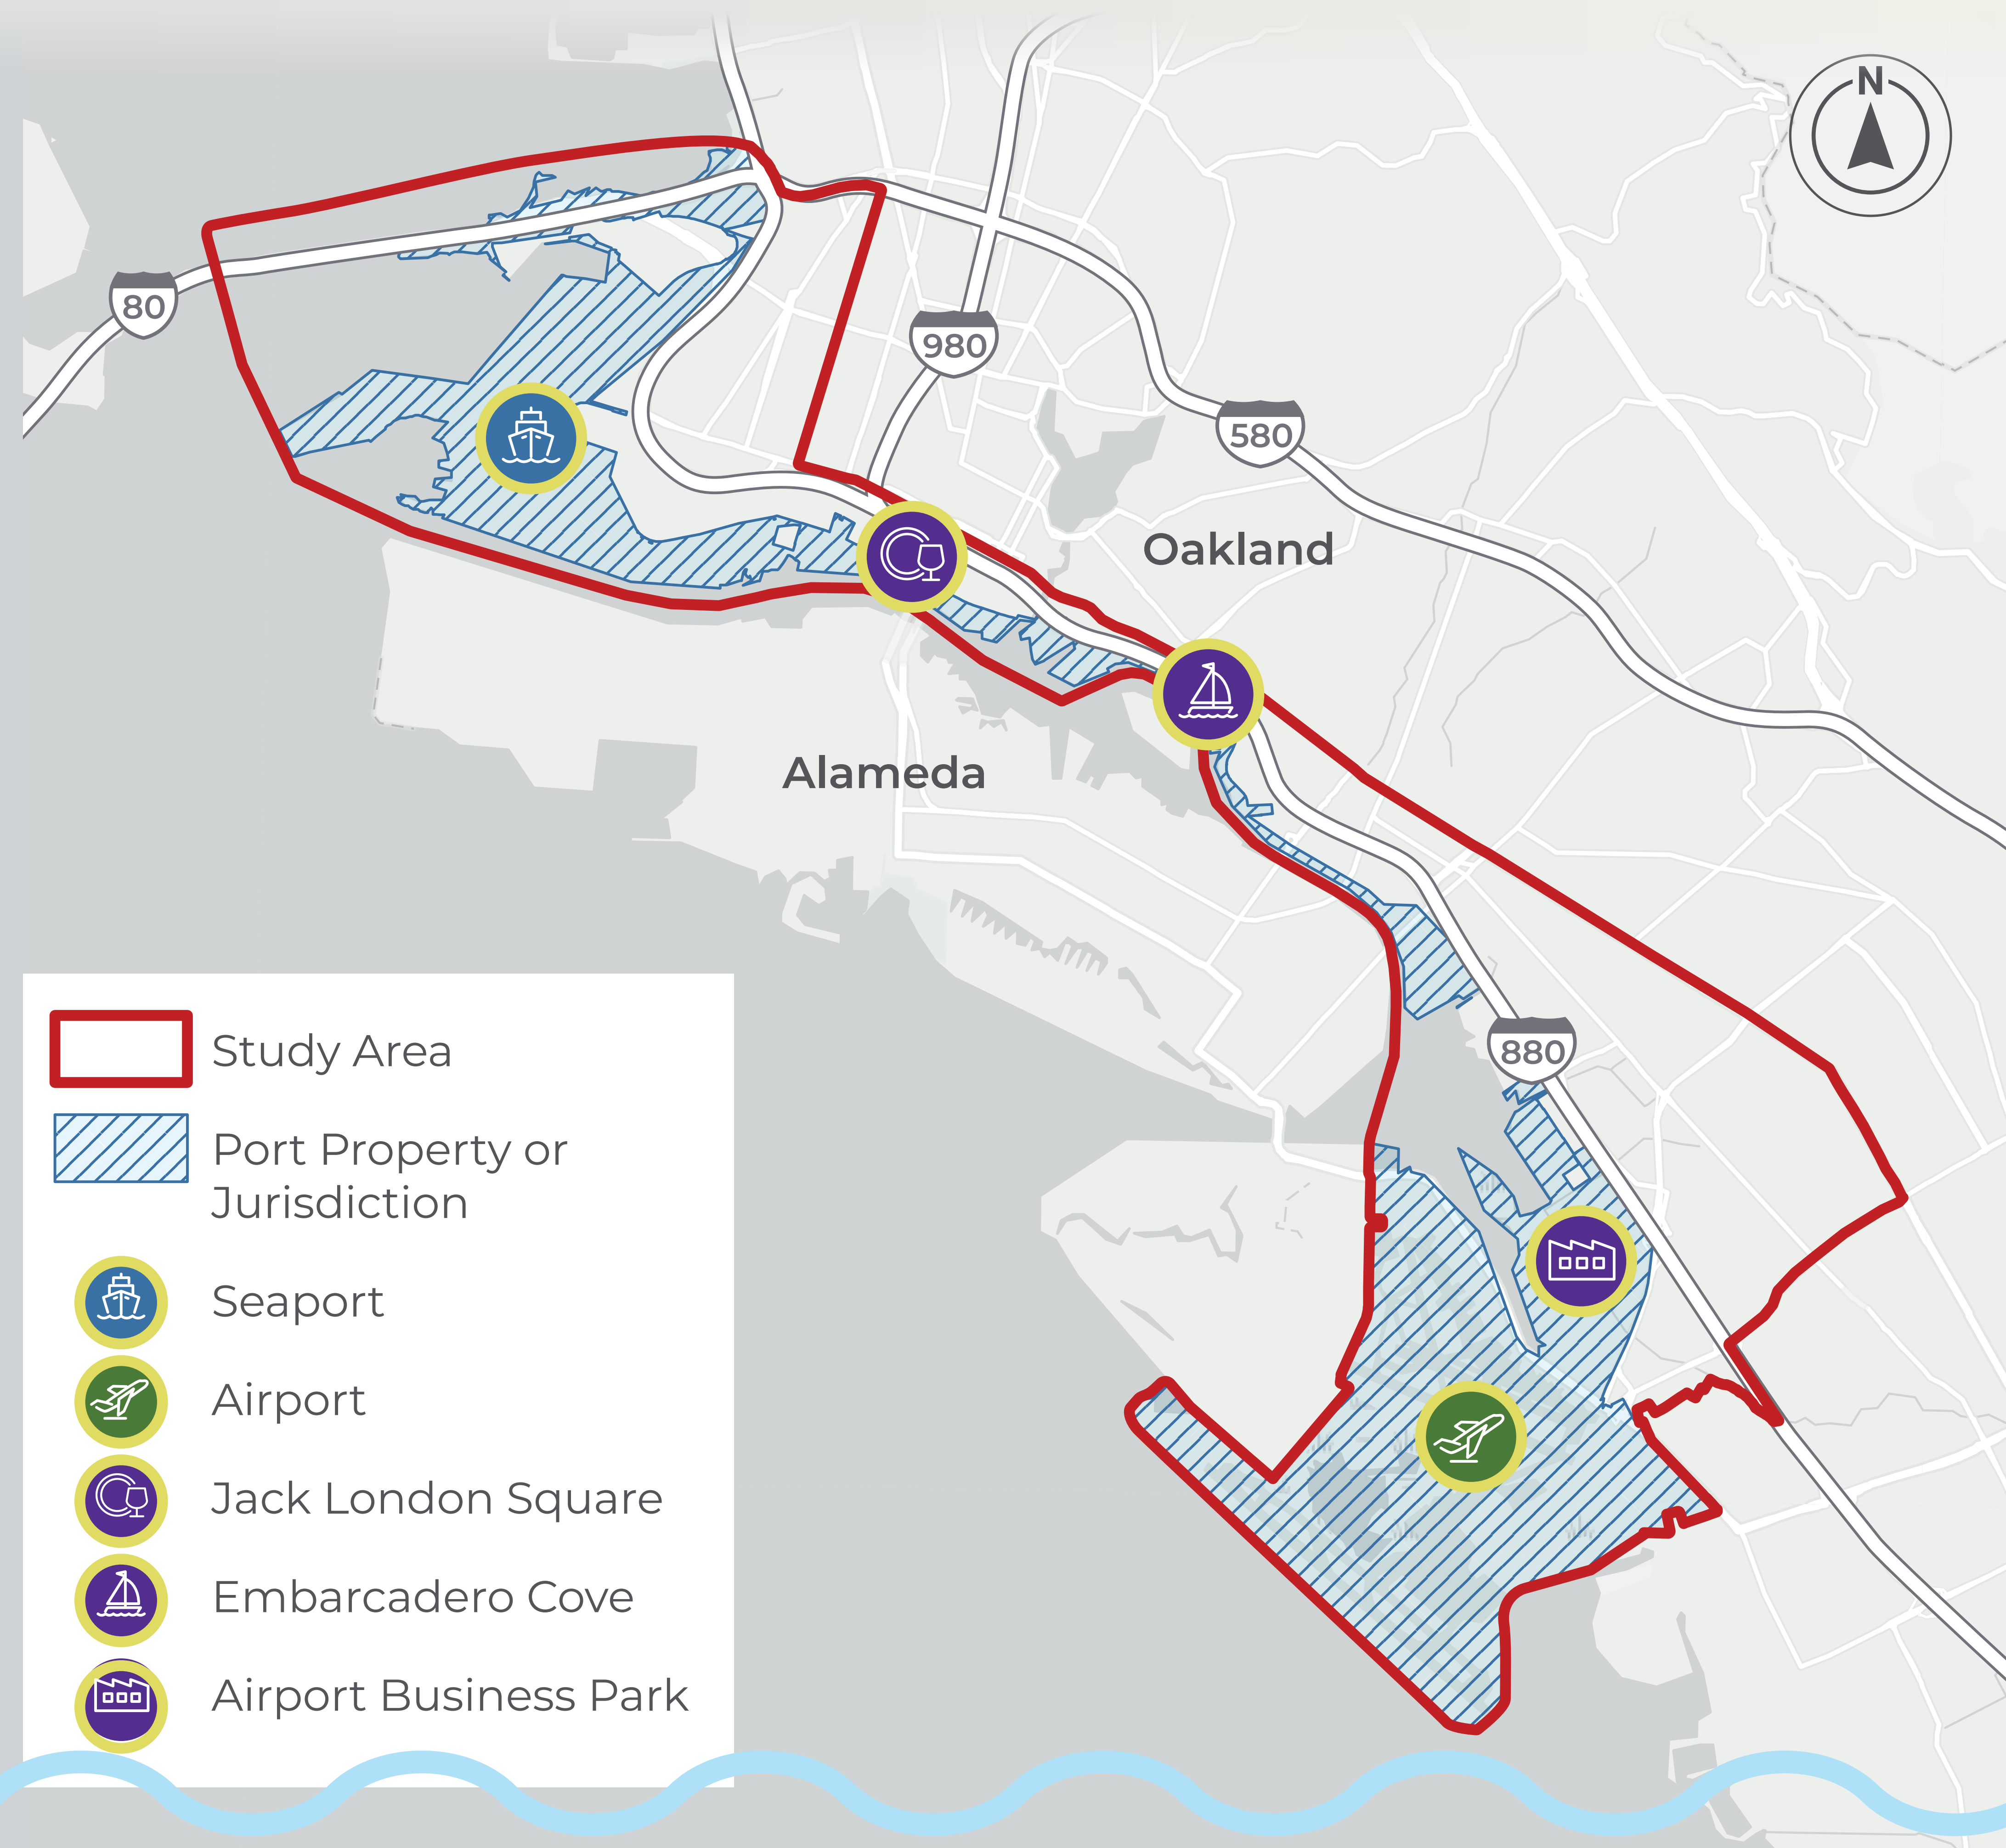 N
80
980
580
Oakland
Alameda
880
Study Area
Port Property or
Jurisdiction
Seaport
Airport
Jack London Square
Embarcadero Cove
Airport Business Park